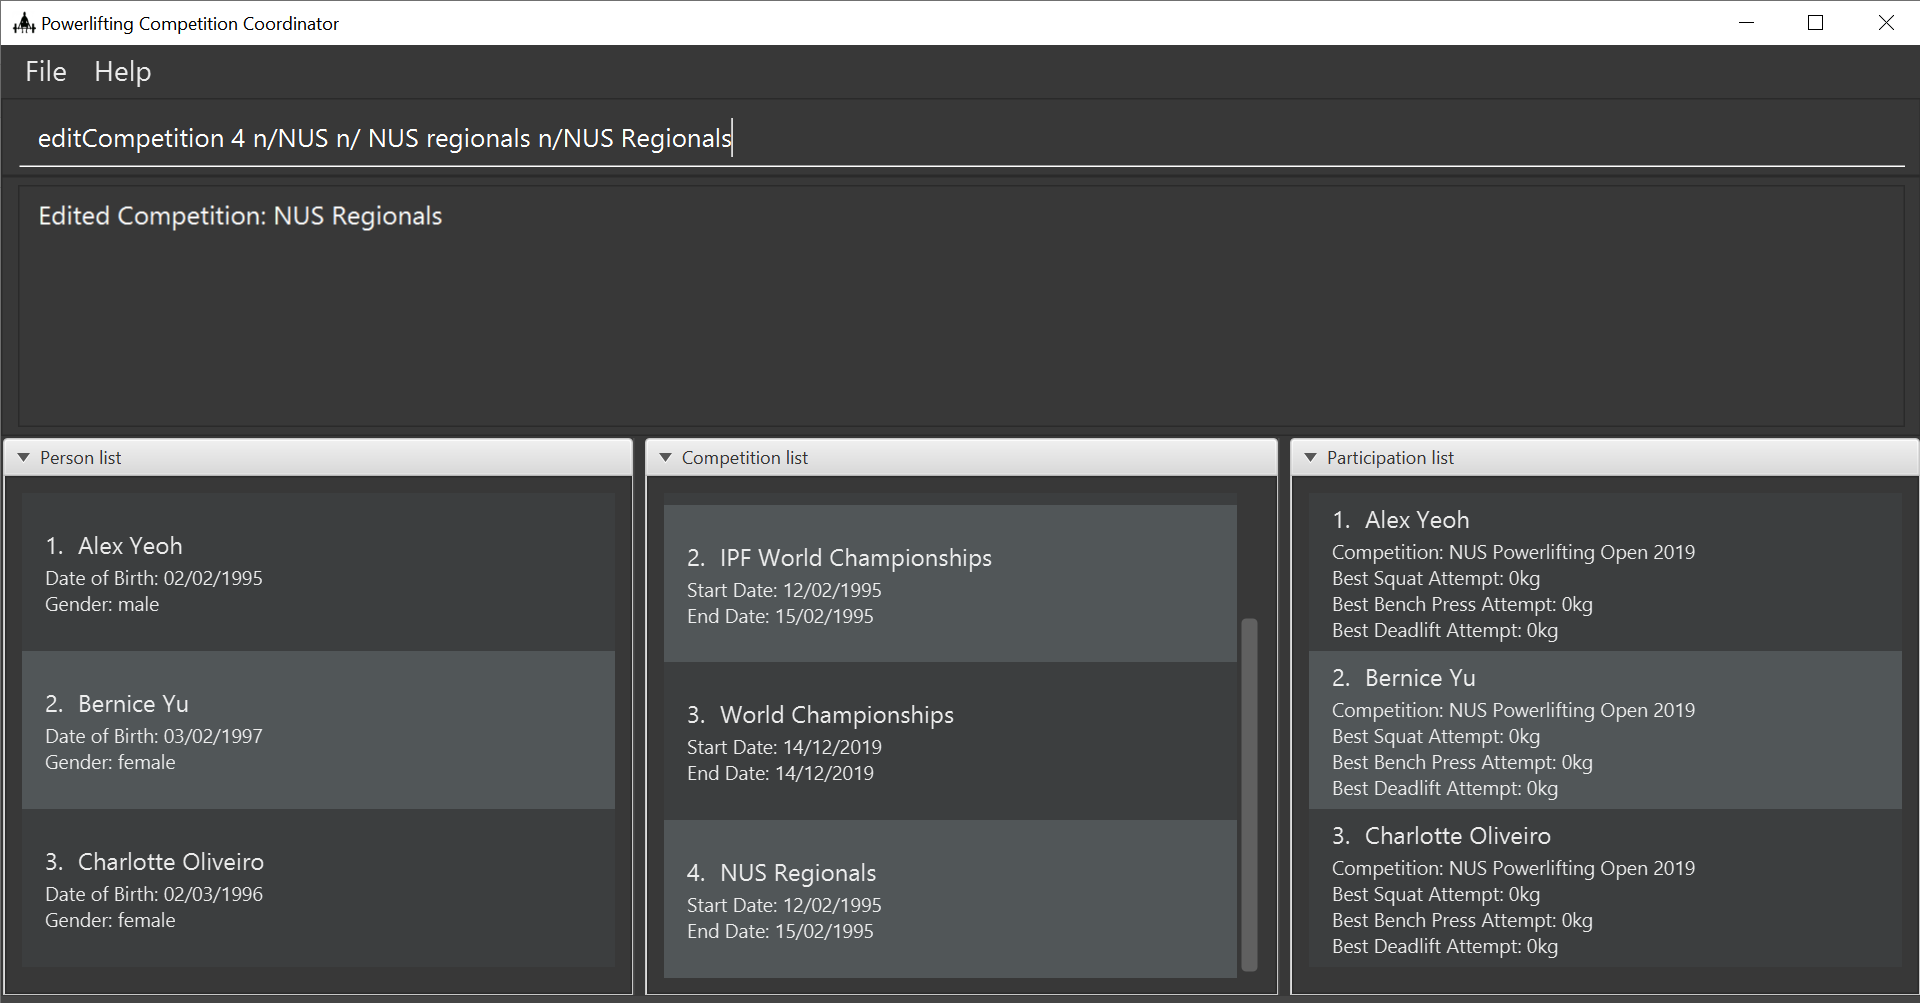 Powerlifting Competition Coordinator
File Help
editCompetition 4 n/NUS n/ NUS regionals n/NUS Regionals
Edited Competition: NUS Regionals
Person list
1. Alex Yeoh
Date of Birth: 02/02/1995
Gender: male
2. Bernice Yu
Date of Birth: 03/02/1997
Gender: female
3. Charlotte Oliveiro
Date of Birth: 02/03/1996
Gender: female
Competition list
2. IPF World Championships
Start Date: 12/02/1995
End Date: 15/02/1995
3. World Championships
Start Date: 14/12/2019
End Date: 14/12/2019
4. NUS Regionals
Start Date: 12/02/1995
End Date: 15/02/1995
Participation list
1. Alex Yeoh
Competition: NUS Powerlifting Open 2019
Best Squat Attempt: 0kg
Best Bench Press Attempt: 0kg
Best Deadlift Attempt: 0kg
2. Bernice Yu
Competition: NUS Powerlifting Open 2019
Best Squat Attempt: 0kg
Best Bench Press Attempt: 0kg
Best Deadlift Attempt: 0kg
3. Charlotte Oliveiro
Competition: NUS Powerlifting Open 2019
Best Squat Attempt: 0kg
Best Bench Press Attempt: 0kg
Best Deadlift Attempt: 0kg